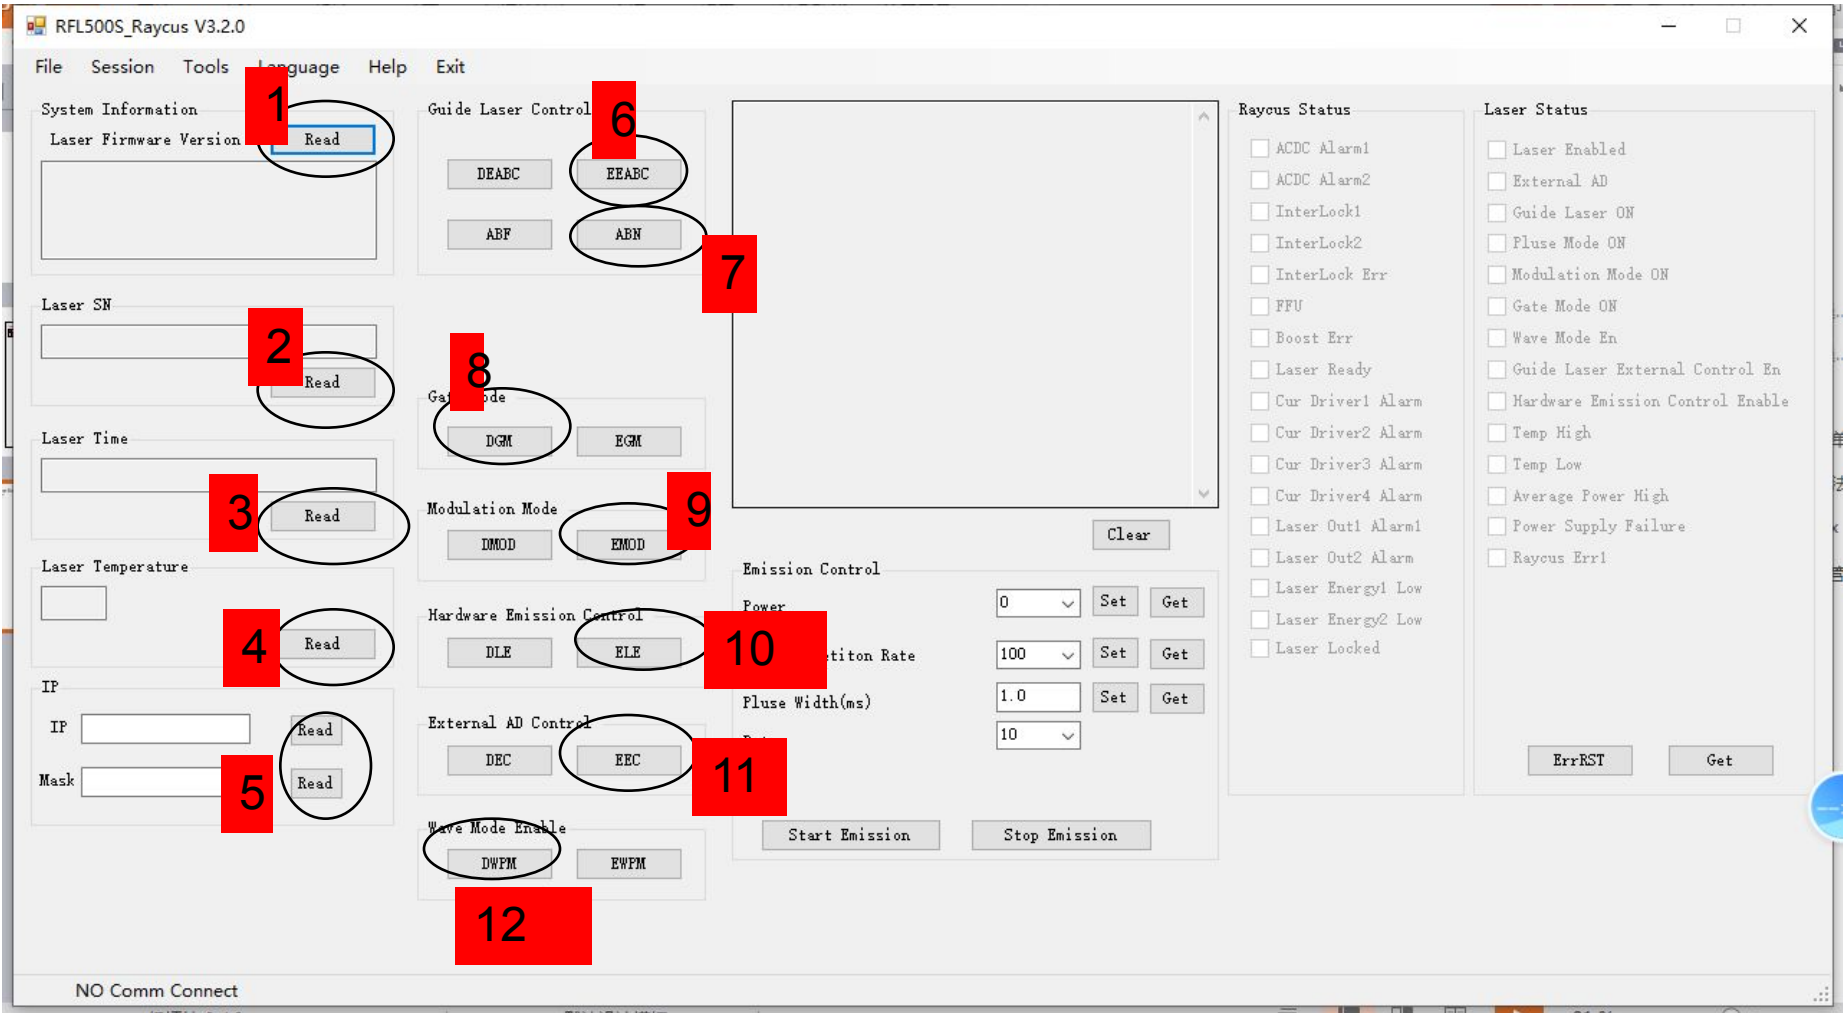 RFL500S_Raycus V3.2.0
File Session Tools Language Help Exit
System Information
Laser Firmware Version
Read
1
Laser SN
2
Read
Laser Time
3
Read
Laser Temperature
4
Read
IP
IP
Read
Mask
5
Read
Guide Laser Control
6
DEABC EEABC
ABF ABN
7
8
DGM EGM
Modulation Mode
9
DMOD EMOD
Hardware Emission Control
DLE ELE
10
External AD Control
DEC EEC
11
Wave Mode Enable
DWPM EWPM
12
Clear
Emission Control
Power
0 Set Get
titon Rate
100 Set Get
Pluse Width(ms)
1.0 Set Get
10
Start Emission Stop Emission
Raycus Status
ACDC Alarm1
ACDC Alarm2
InterLock1
InterLock2
InterLock Err
FFU
Boost Err
Laser Ready
Cur Driver1 Alarm
Cur Driver2 Alarm
Cur Driver3 Alarm
Cur Driver4 Alarm
Laser Out1 Alarm1
Laser Out2 Alarm
Laser Energy1 Low
Laser Energy2 Low
Laser Locked
Laser Status
Laser Enabled
External AD
Guide Laser ON
Pluse Mode ON
Modulation Mode ON
Gate Mode ON
Wave Mode En
Guide Laser External Control En
Hardware Emission Control Enable
Temp High
Temp Low
Average Power High
Power Supply Failure
Raycus Err1
ErrRST Get
NO Comm Connect